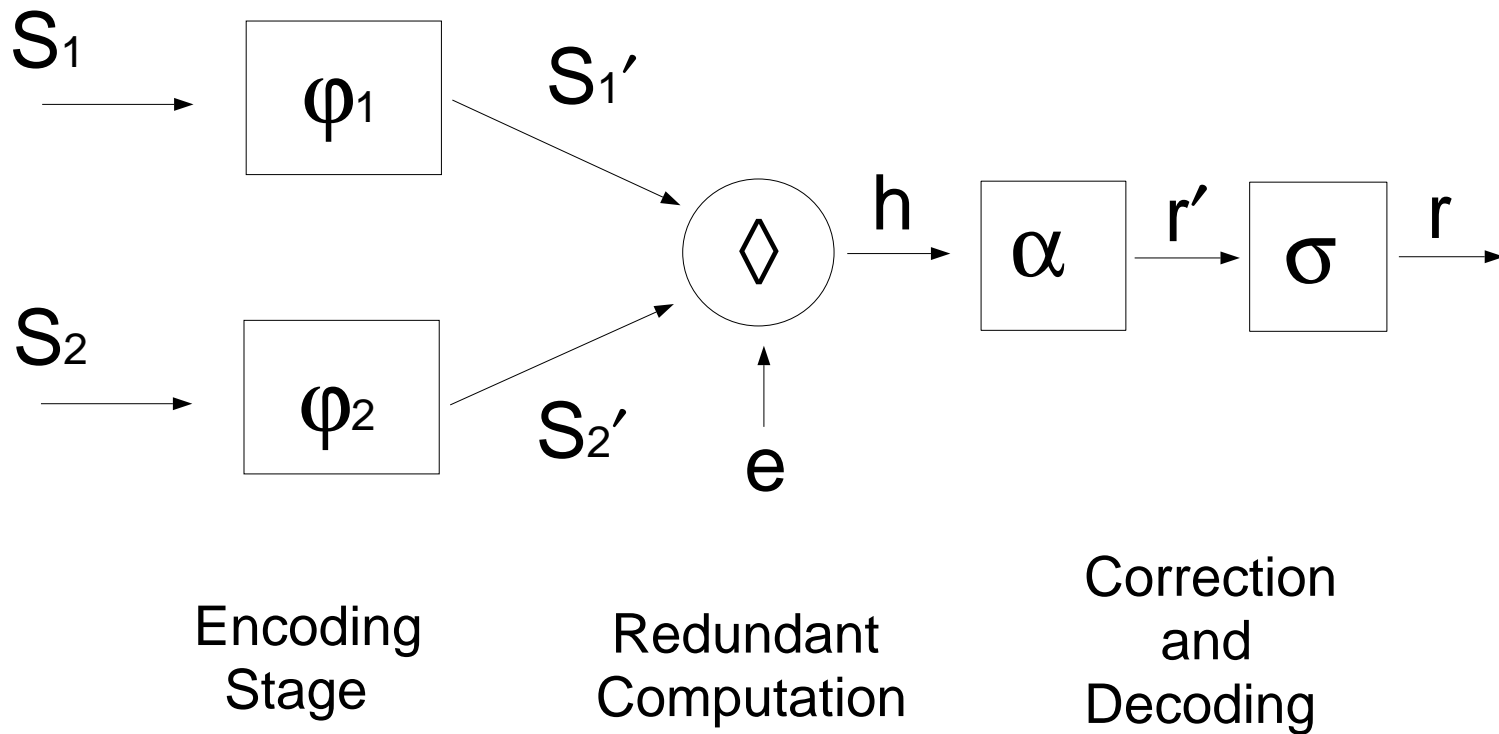 S1
φ1
S1′
S2
φ2
S2′
◊
e
h
α
r′
σ
r
Encoding
Stage
Redundant
Computation
Correction
and
Decoding